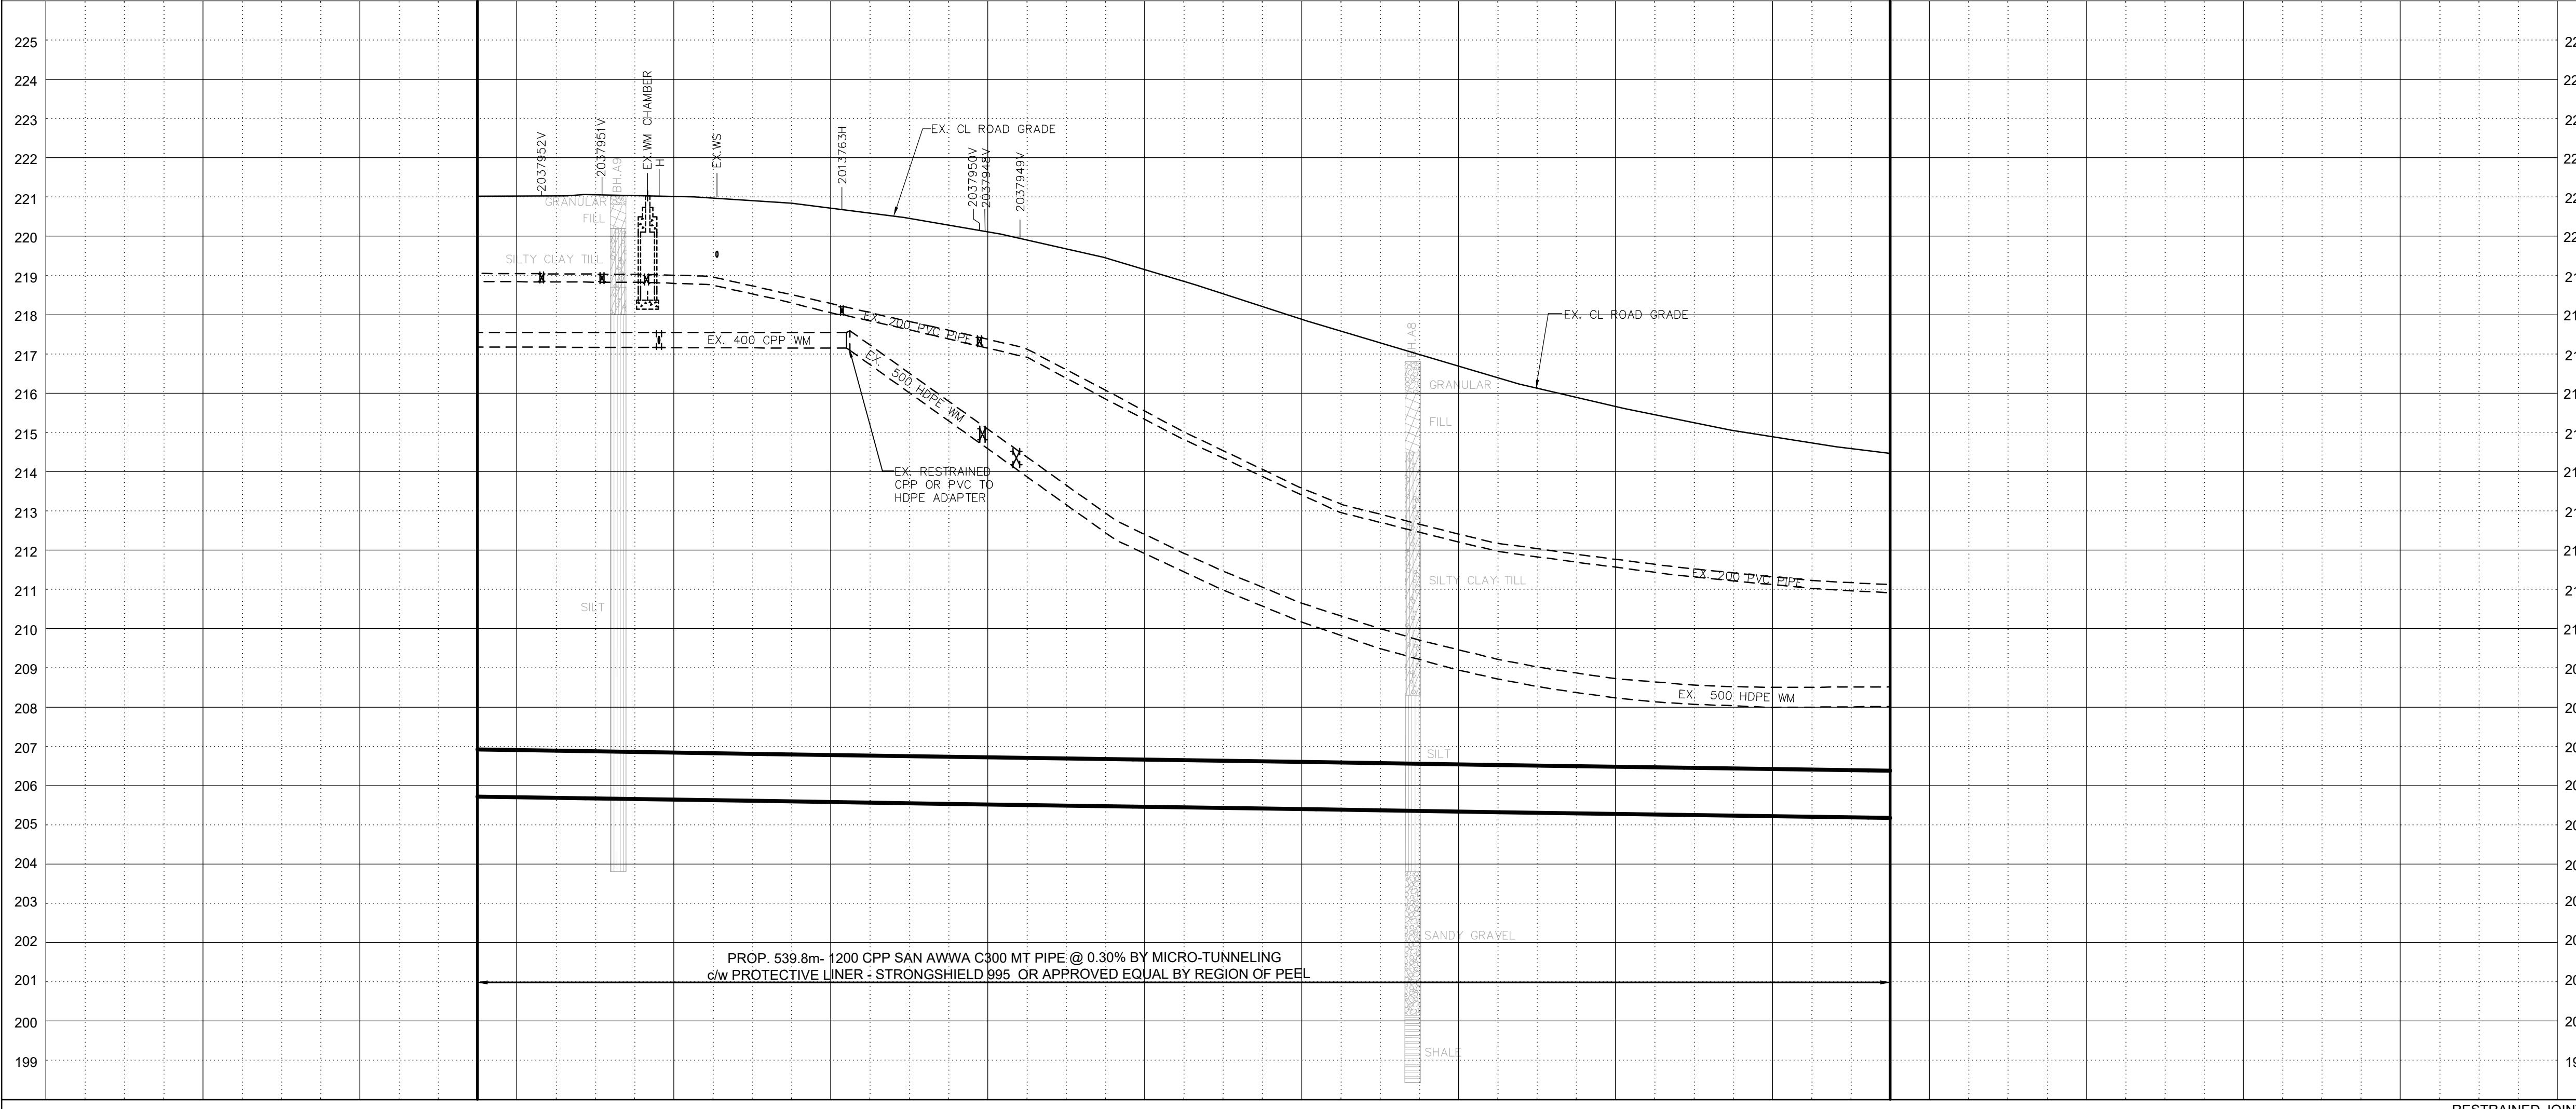 225
224
223
222
221
220
219
218
217
216
215
214
213
212
211
210
209
208
207
206
205
204
203
202
201
200
199
2037952V
2037951V
BH.A9
EX.WM CHAMBER
H
EX.WS
2013763H
EX. CL ROAD GRADE
2037950V
2037948V
2037949V
GRANULAR
FILL
SILTY CLAY TILL
EX. 200 PVC PIPE
EX. 400 CPP WM
EX. 500 HDPE WM
EX. RESTRAINED
CPP OR PVC TO
HDPE ADAPTER
SILT
EX. CL ROAD GRADE
BH.A8
GRANULAR
FILL
SILTY CLAY TILL
EX. 200 PVC PIPE
EX. 500 HDPE WM
SILT
SANDY GRAVEL
SHALE
PROP. 539.8m- 1200 CPP SAN AWWA C300 MT PIPE @ 0.30% BY MICRO-TUNNELING
c/w PROTECTIVE LINER - STRONGSHIELD 995 OR APPROVED EQUAL BY REGION OF PEEL